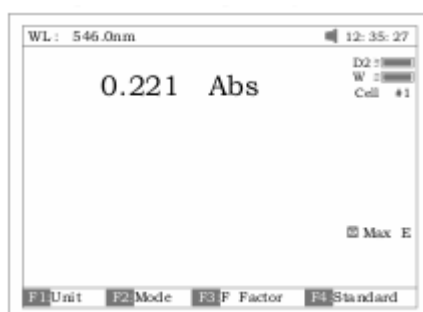 WL: 546.0nm 12:35:27
0.221 Abs
D2:
W :
Cell #1
Max E
F1:Unit F2:Mode F3:F Factor F4:Standard